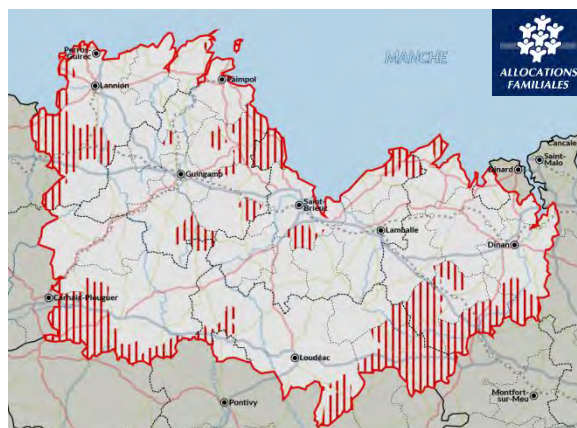 MANCHE
ALLOCATIONS
FAMILIALES
Perros-
Guirec
Lannion
Paimpol
Cancale
Saint-
Malo
Dinard
Guingamp
Saint-
Brieuc
Lamballe
Dinan
Carhaix-Plouguer
Loudéac
Pontivy
Montfort-
sur-Meu